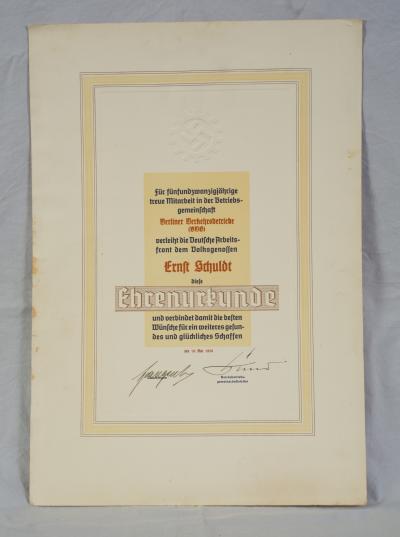 Für fünfundzwanzigjährige
treue Mitarbeit in der Betriebs-
gemeinschaft
Berliner Verkehrsbetriebe
(BVG)
verleiht die Deutsche Arbeits-
front dem Volksgenossen
Ernst Schuldt
diese
Ehrenurkunde
und verbindet damit die besten
Wünsche für ein weiteres gesun-
des und glückliches Schaffen